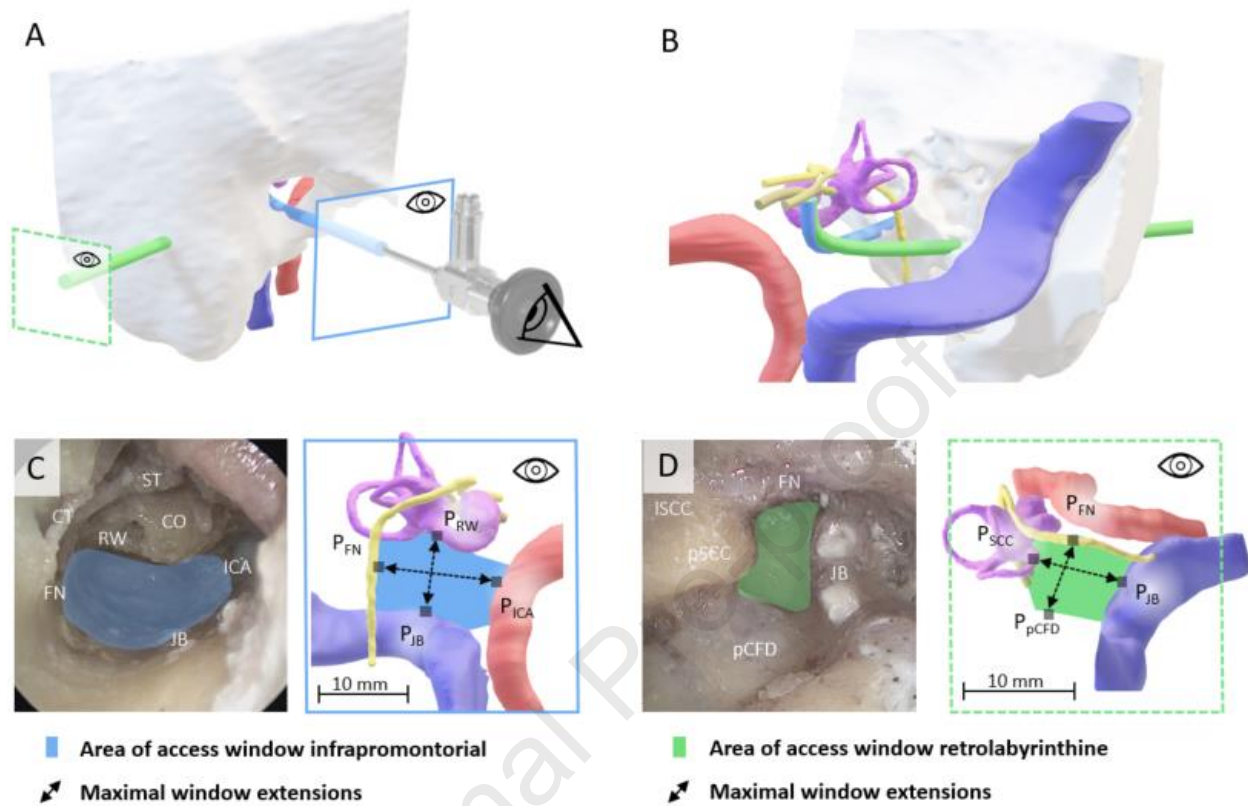 A
B
C
ST
CT
CO
RW
ICA
FN
JB
P_RW
P_FN
P_ICA
P_JB
10 mm
D
FN
lSCC
pSCC
JB
pCFD
P_FN
P_SCC
P_JB
P_pCFD
10 mm
Area of access window infrapromontorial
Maximal window extensions
Area of access window retrolabyrinthine
Maximal window extensions